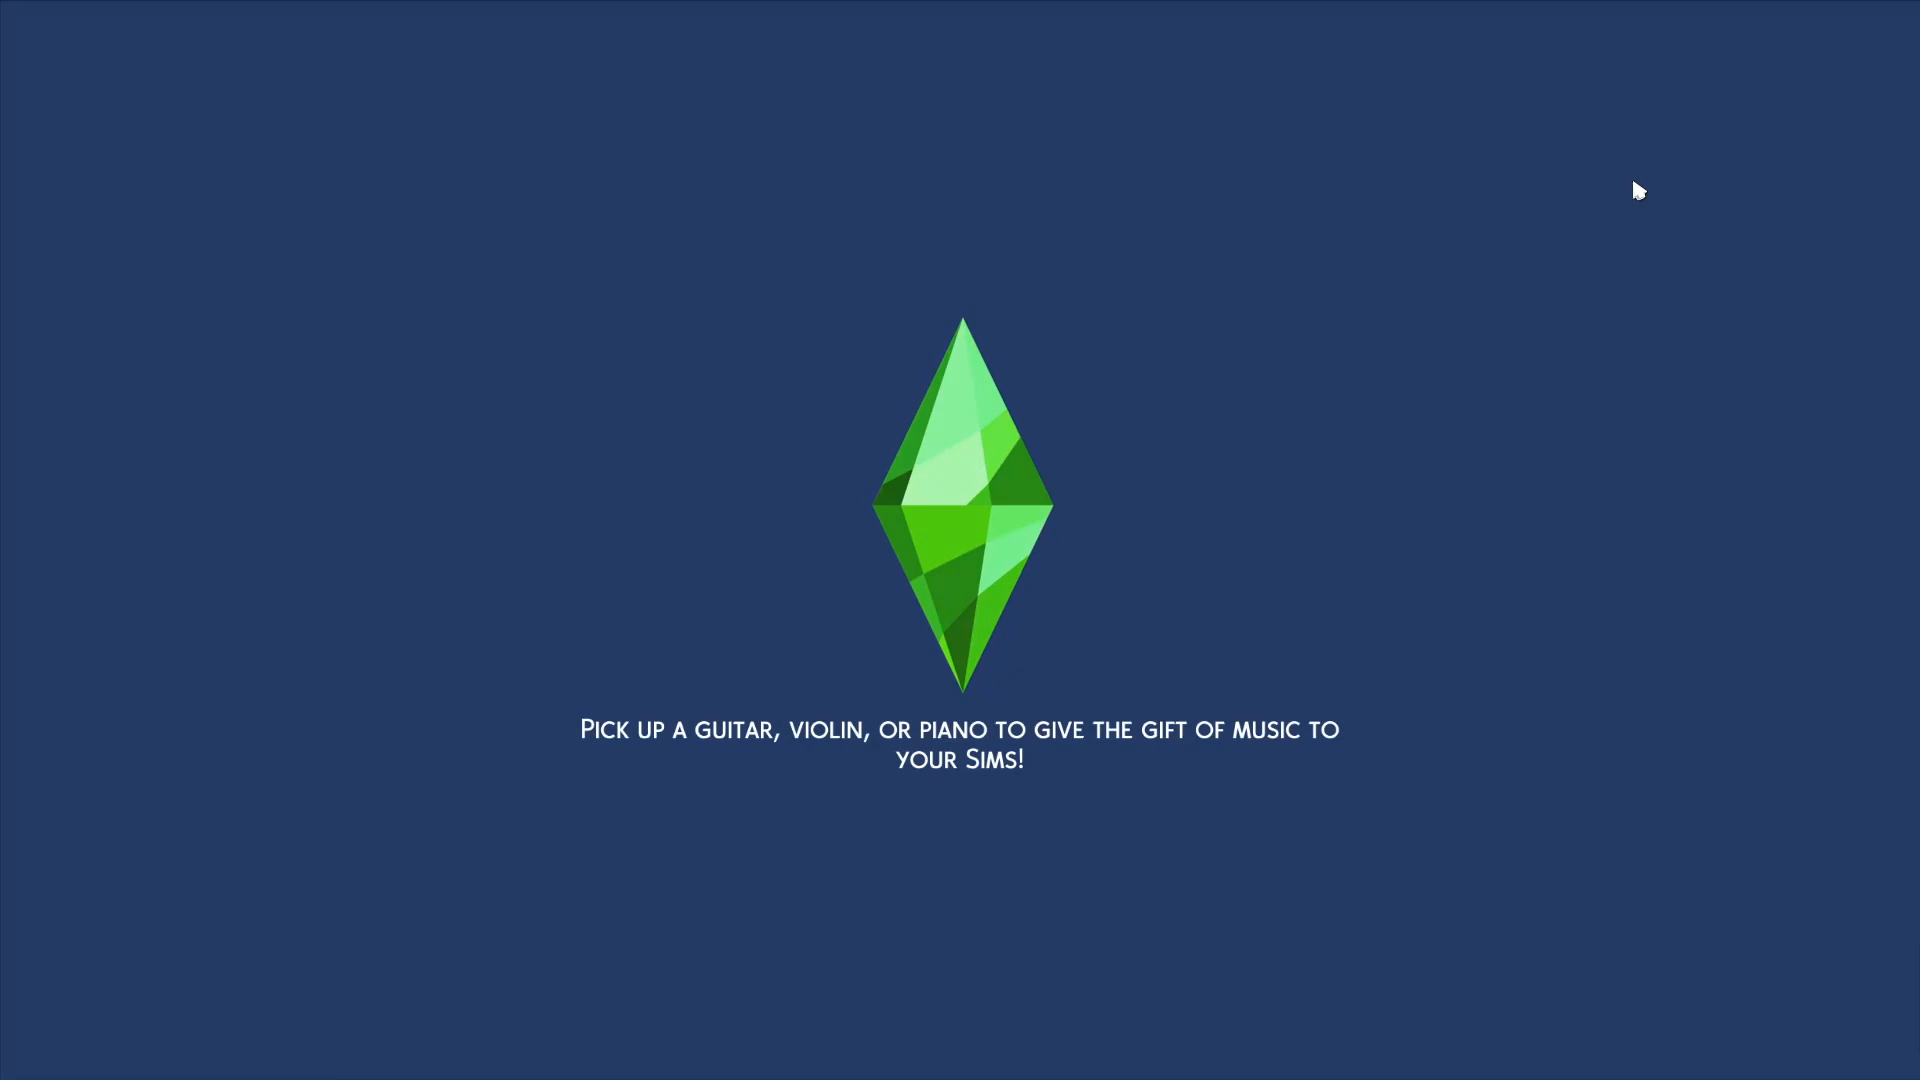 Pick up a guitar, violin, or piano to give the gift of music to
your Sims!